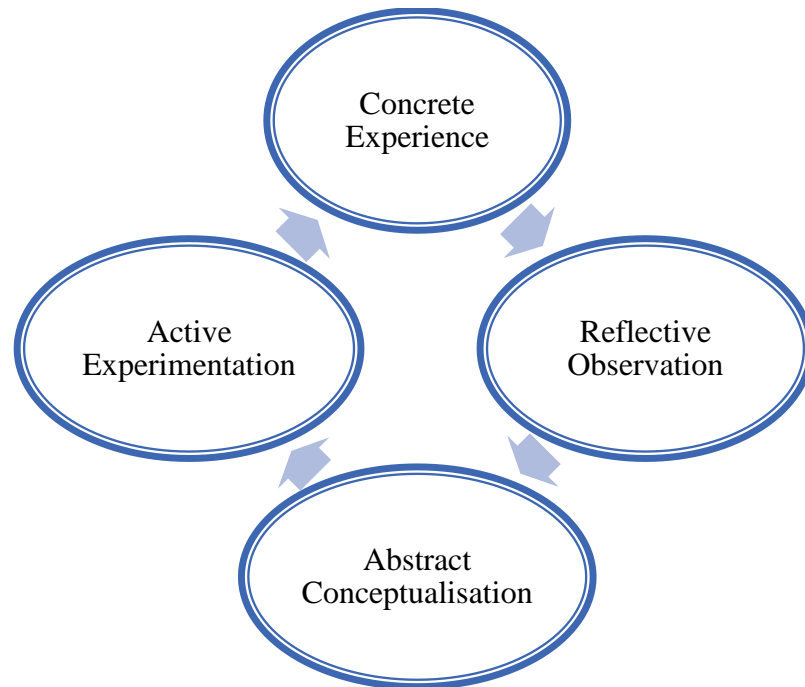 Concrete
Experience
Reflective
Observation
Abstract
Conceptualisation
Active
Experimentation